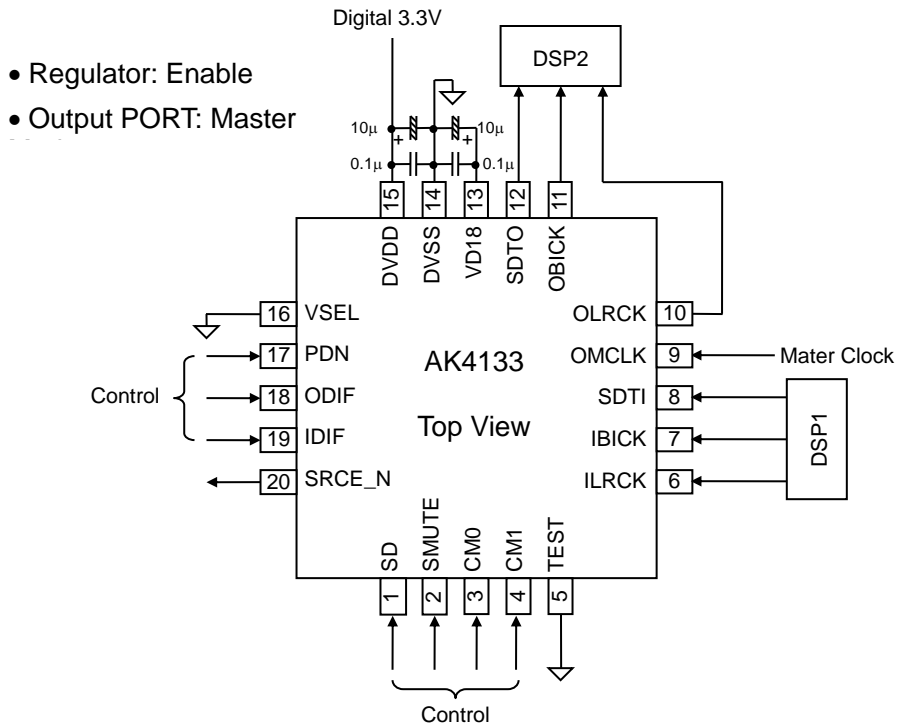 Digital 3.3V
• Regulator: Enable
• Output PORT: Master
DSP2
10μ
+
+
10μ
0.1μ
0.1μ
15
14
13
12
11
DVDD
DVSS
VD18
SDTO
OBICK
16 VSEL
17 PDN
18 ODIF
19 IDIF
20 SRCE_N
Control
AK4133
Top View
OLRCK 10
OMCLK 9
Mater Clock
SDTI 8
IBICK 7
ILRCK 6
DSP1
SD
SMUTE
CM0
CM1
TEST
1
2
3
4
5
Control